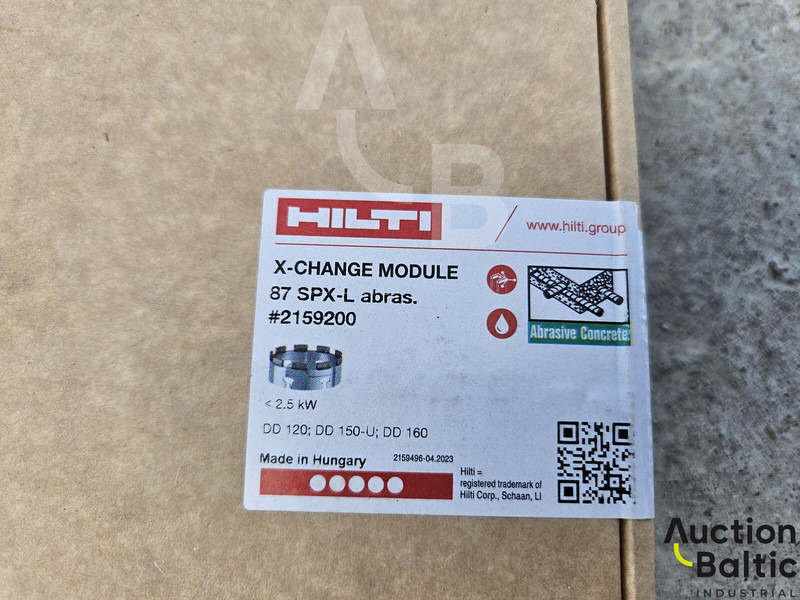 HILTI
www.hilti.group
X-CHANGE MODULE
87 SPX-L abras.
#2159200
Abrasive Concrete
< 2.5 kW
DD 120; DD 150-U; DD 160
Made in Hungary
2159496-04.2023
Hilti =
registered trademark of
Hilti Corp., Schaan, LI
A
B
Auction
Baltic
INDUSTRIAL